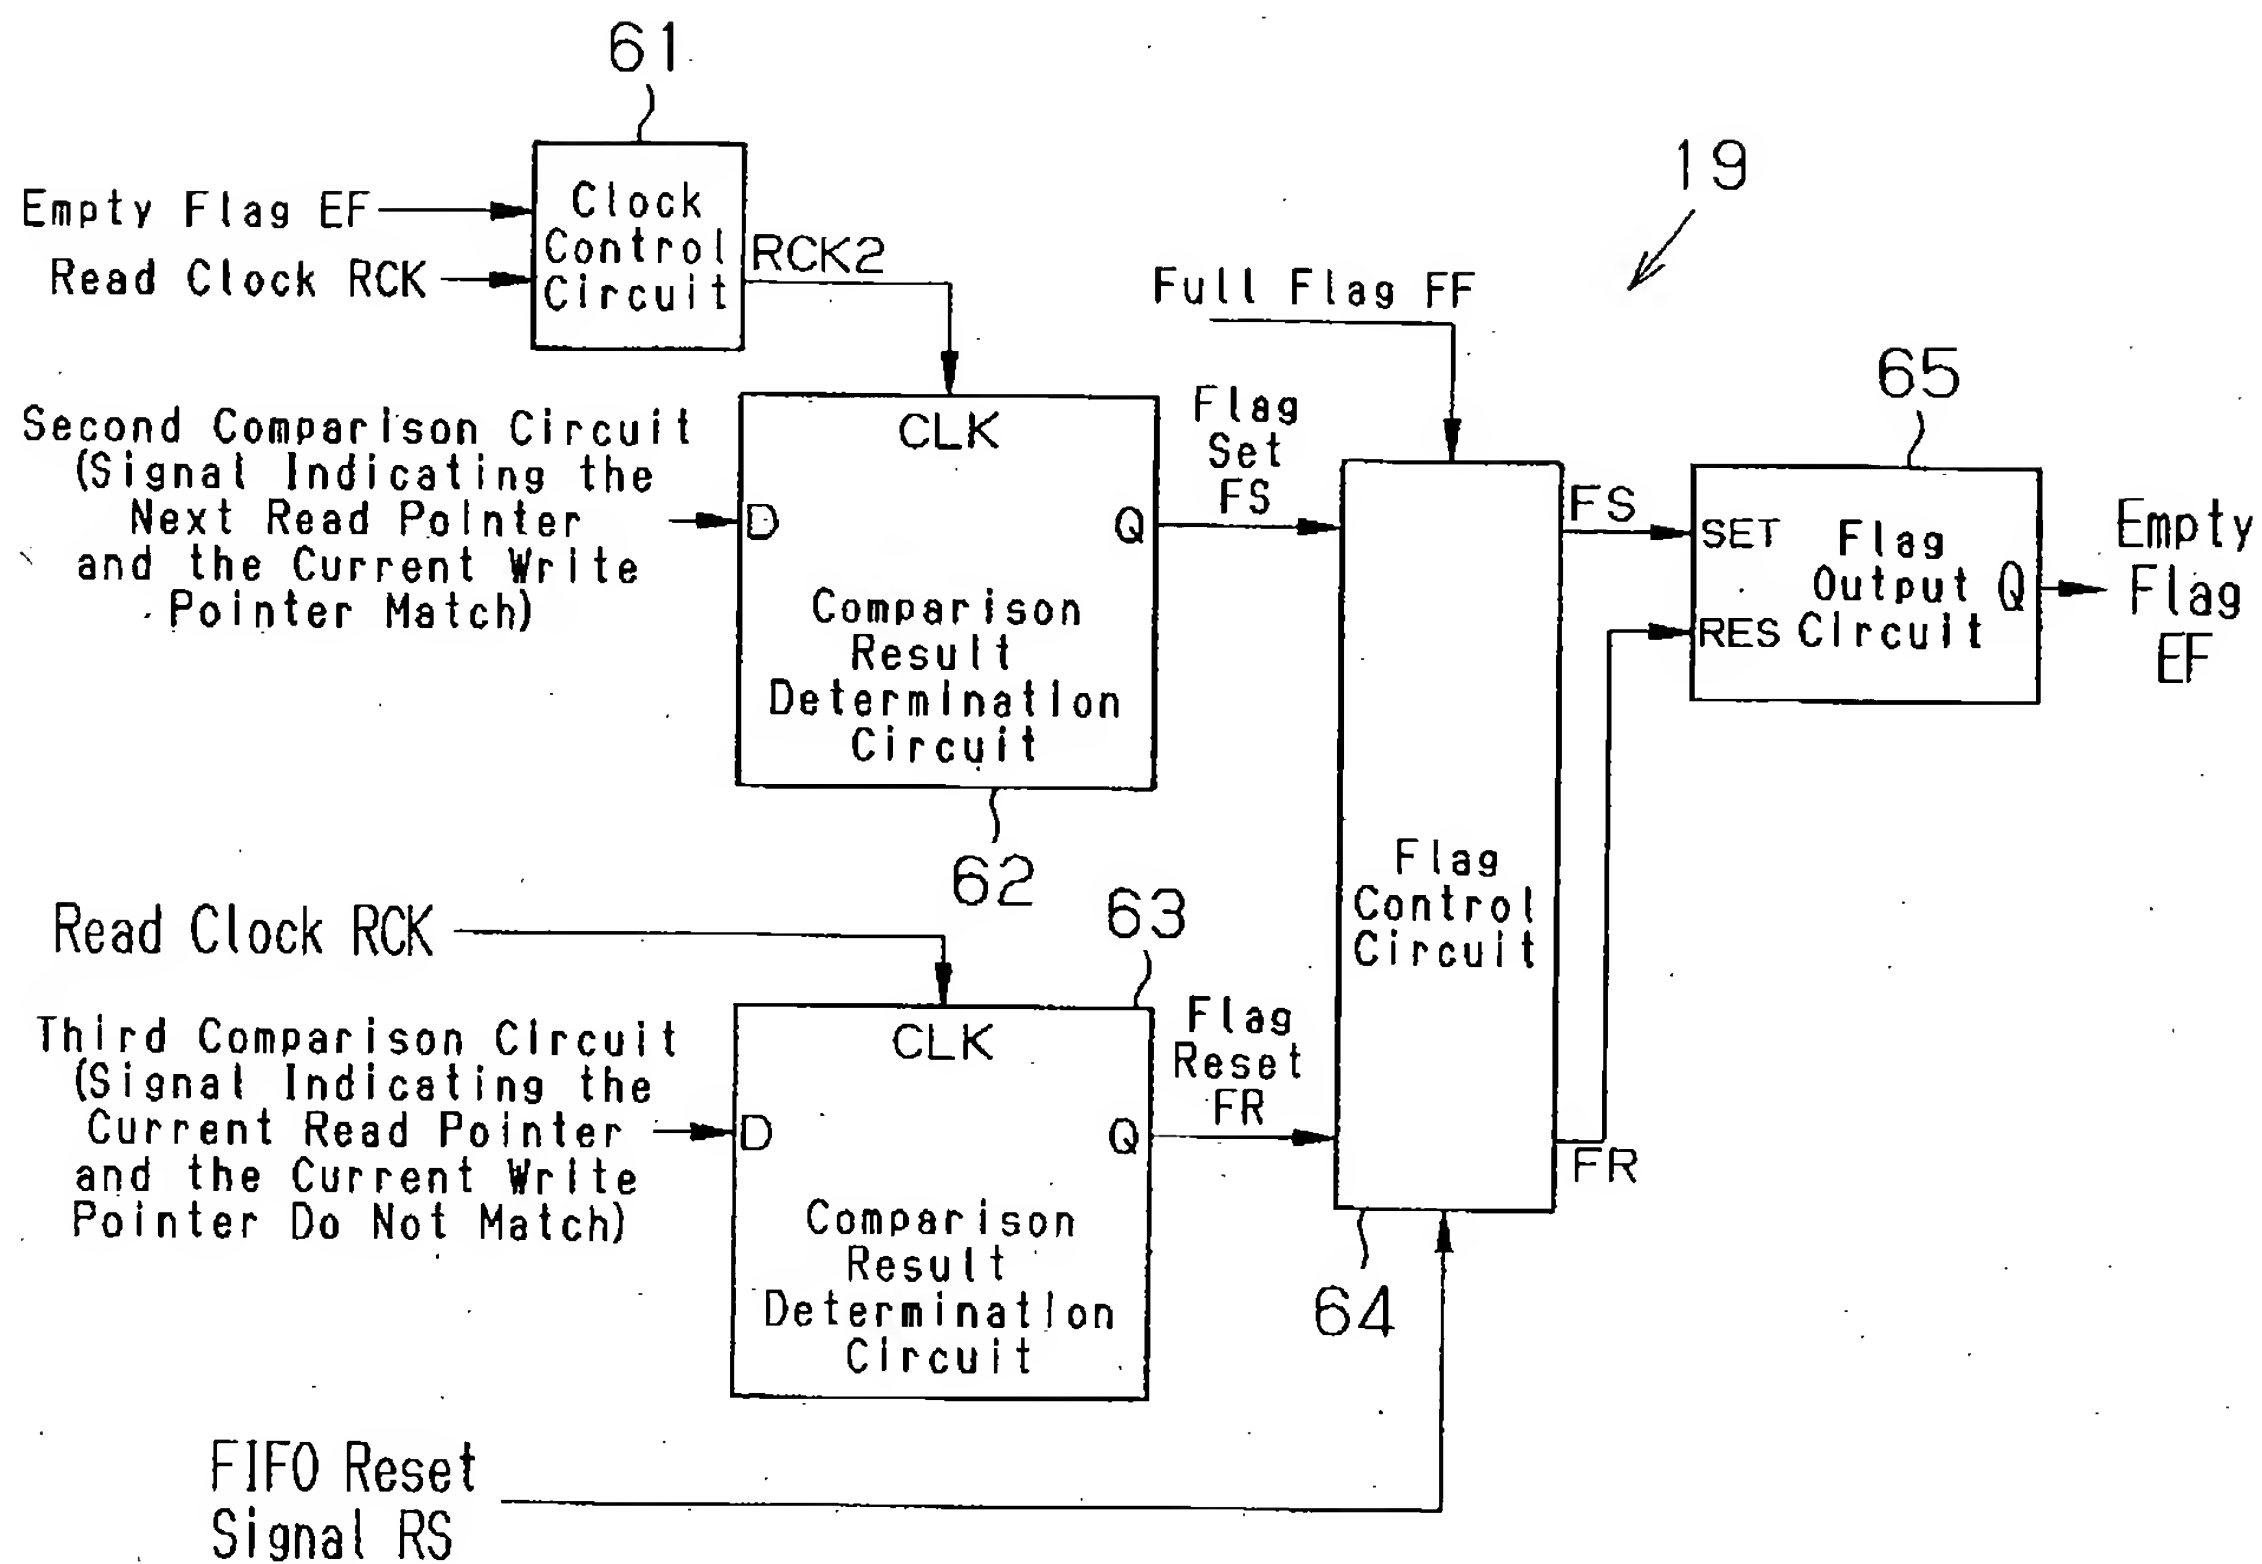 61
19
Empty Flag EF
Read Clock RCK
Clock
Control
Circuit
RCK2
Full Flag FF
65
Second Comparison Circuit
(Signal Indicating the
Next Read Pointer
and the Current Write
Pointer Match)
CLK
D
Q
Comparison
Result
Determination
Circuit
62
Flag
Set
FS
Flag
Control
Circuit
64
FS
FR
SET
RES
Flag
Output
Circuit
Q
Empty
Flag
EF
Read Clock RCK
63
Third Comparison Circuit
(Signal Indicating the
Current Read Pointer
and the Current Write
Pointer Do Not Match)
CLK
D
Q
Comparison
Result
Determination
Circuit
Flag
Reset
FR
FIFO Reset
Signal RS